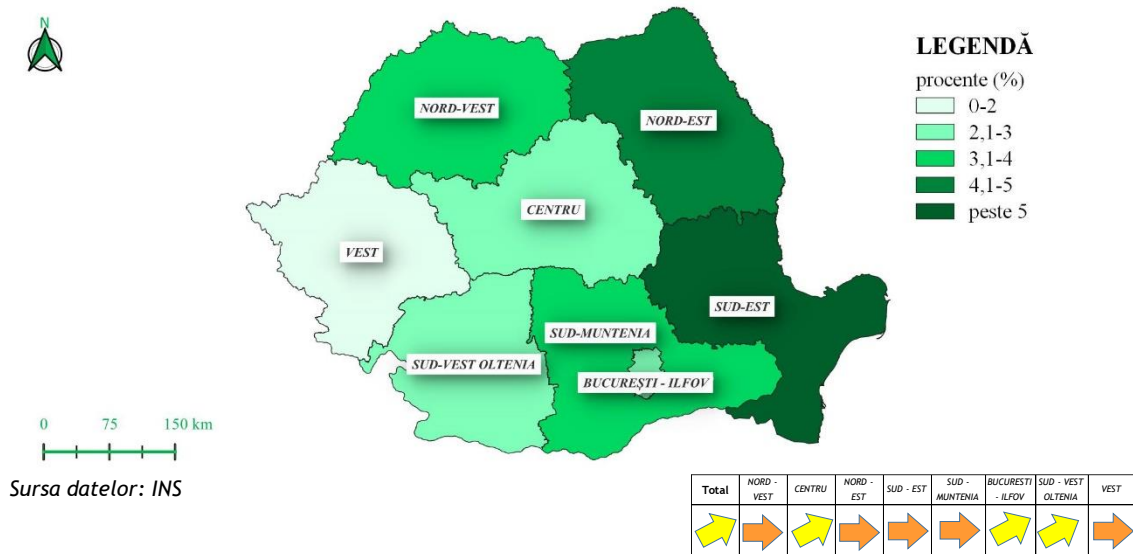 N
LEGENDĂ
procente (%)
0-2
2,1-3
3,1-4
4,1-5
peste 5
NORD-VEST
NORD-EST
CENTRU
VEST
SUD-EST
SUD-MUNTENIA
SUD-VEST OLTENIA
BUCUREȘTI - ILFOV
0 75 150 km
Sursa datelor: INS
Total
NORD -
VEST
CENTRU
NORD -
EST
SUD - EST
SUD -
MUNTENIA
BUCURESTI
- ILFOV
SUD - VEST
OLTENIA
VEST